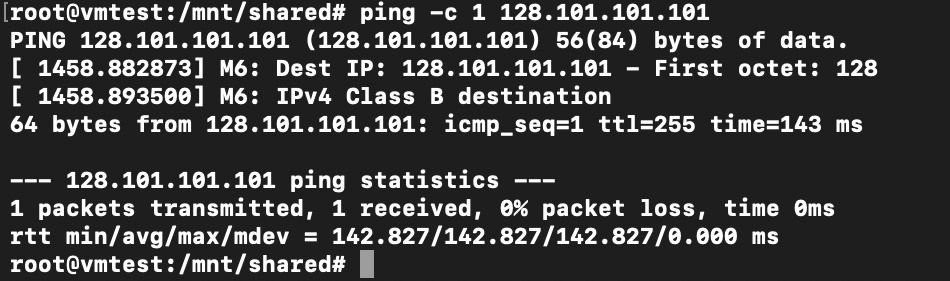 [root@vmtest:/mnt/shared# ping -c 1 128.101.101.101
PING 128.101.101.101 (128.101.101.101) 56(84) bytes of data.
[ 1458.882873] M6: Dest IP: 128.101.101.101 - First octet: 128
[ 1458.893500] M6: IPv4 Class B destination
64 bytes from 128.101.101.101: icmp_seq=1 ttl=255 time=143 ms
--- 128.101.101.101 ping statistics ---
1 packets transmitted, 1 received, 0% packet loss, time 0ms
rtt min/avg/max/mdev = 142.827/142.827/142.827/0.000 ms
root@vmtest:/mnt/shared#